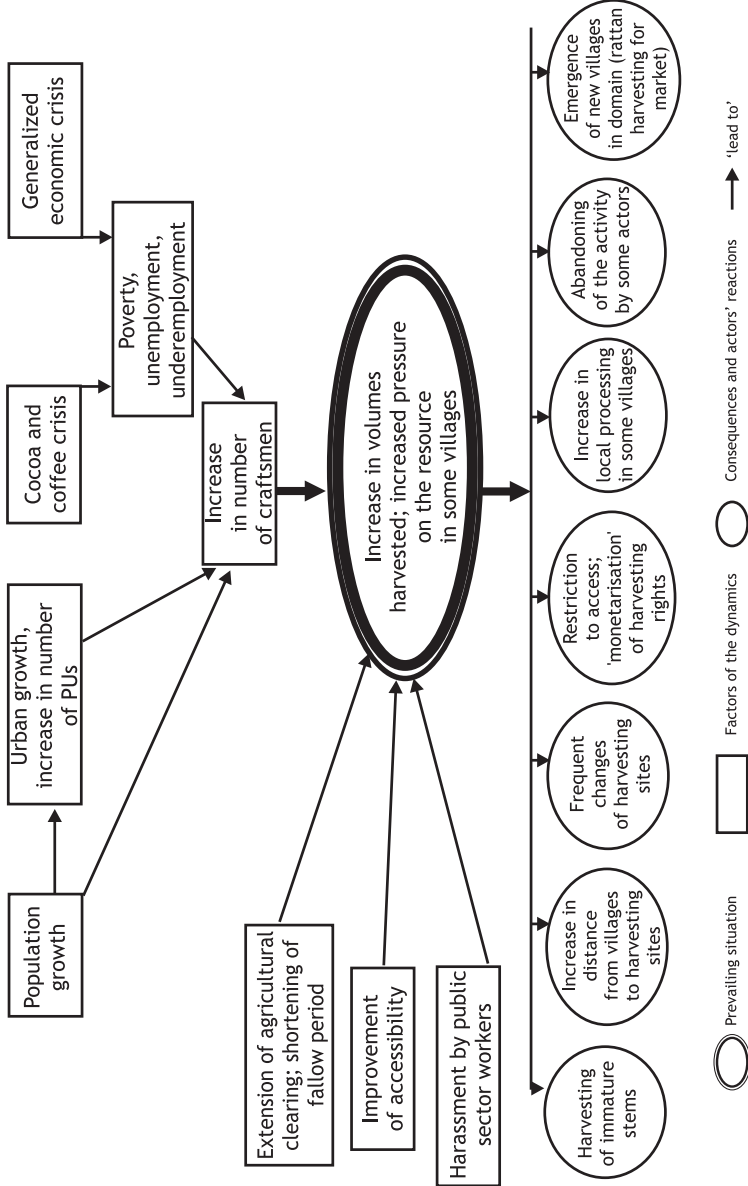 Population
growth
Urban growth,
increase in number
of PUs
Cocoa and
coffee crisis
Generalized
economic crisis
Poverty,
unemployment,
underemployment
Increase
in number
of craftsmen
Extension of agricultural
clearing; shortening of
fallow period
Improvement
of accessibility
Harassment by public
sector workers
Increase in volumes
harvested; increased pressure
on the resource
in some villages
Harvesting
of immature
stems
Increase in
distance
from villages
to harvesting
sites
Frequent
changes
of harvesting
sites
Restriction
to access;
'monetarisation'
of harvesting
rights
Increase in
local processing
in some villages
Abandoning
of the activity
by some actors
Emergence
of new villages
in domain (rattan
harvesting for
market)
Prevailing situation
Factors of the dynamics
Consequences and actors’ reactions
‘lead to’